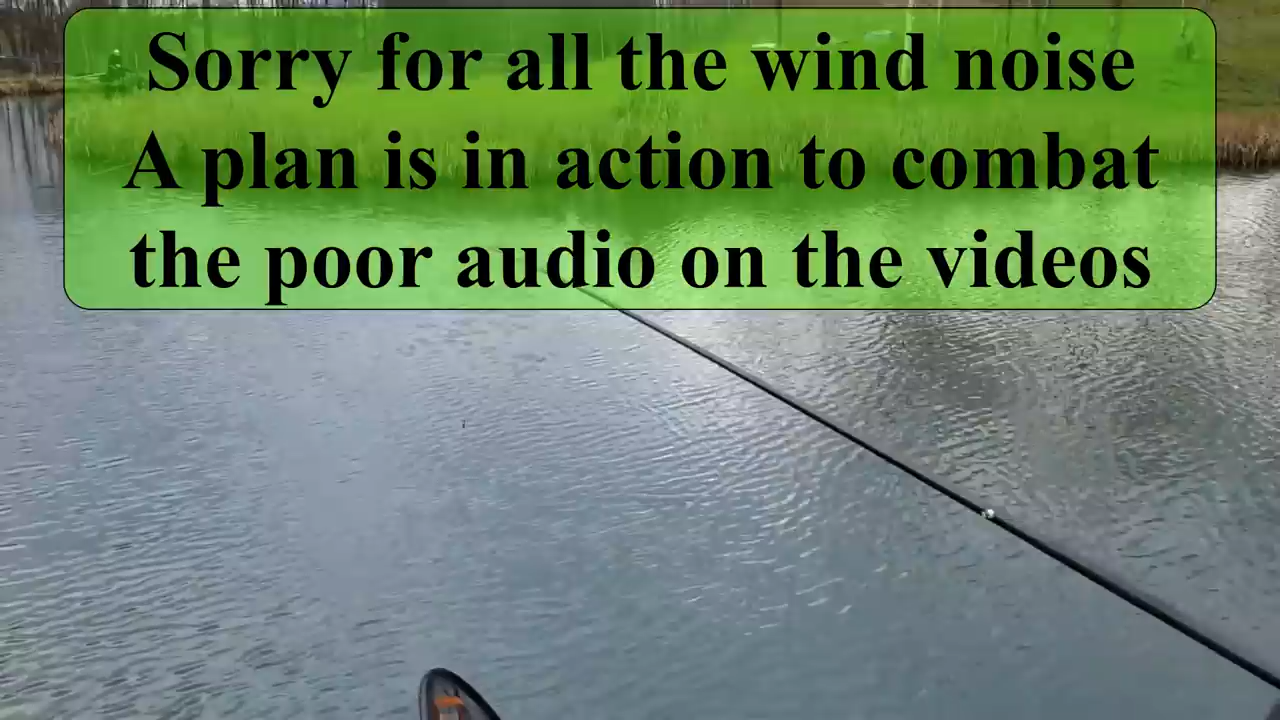 Sorry for all the wind noise
A plan is in action to combat
the poor audio on the videos